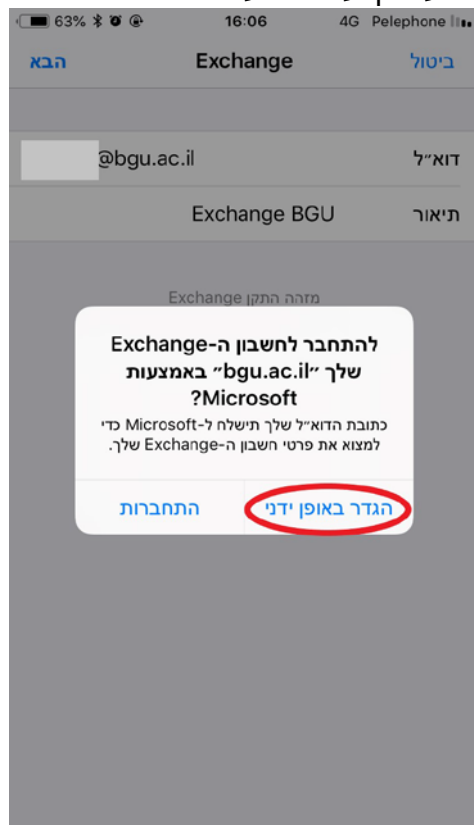 63% 16:06 4G Pelephone
ביטול Exchange הבא
דוא״ל @bgu.ac.il
תיאור Exchange BGU
מזהה התקן Exchange
להתחבר לחשבון ה-Exchange
שלך ״bgu.ac.il״ באמצעות
Microsoft?
כתובת הדוא״ל שלך תישלח ל-Microsoft כדי
למצוא את פרטי חשבון ה-Exchange שלך.
הגדר באופן ידני התחברות